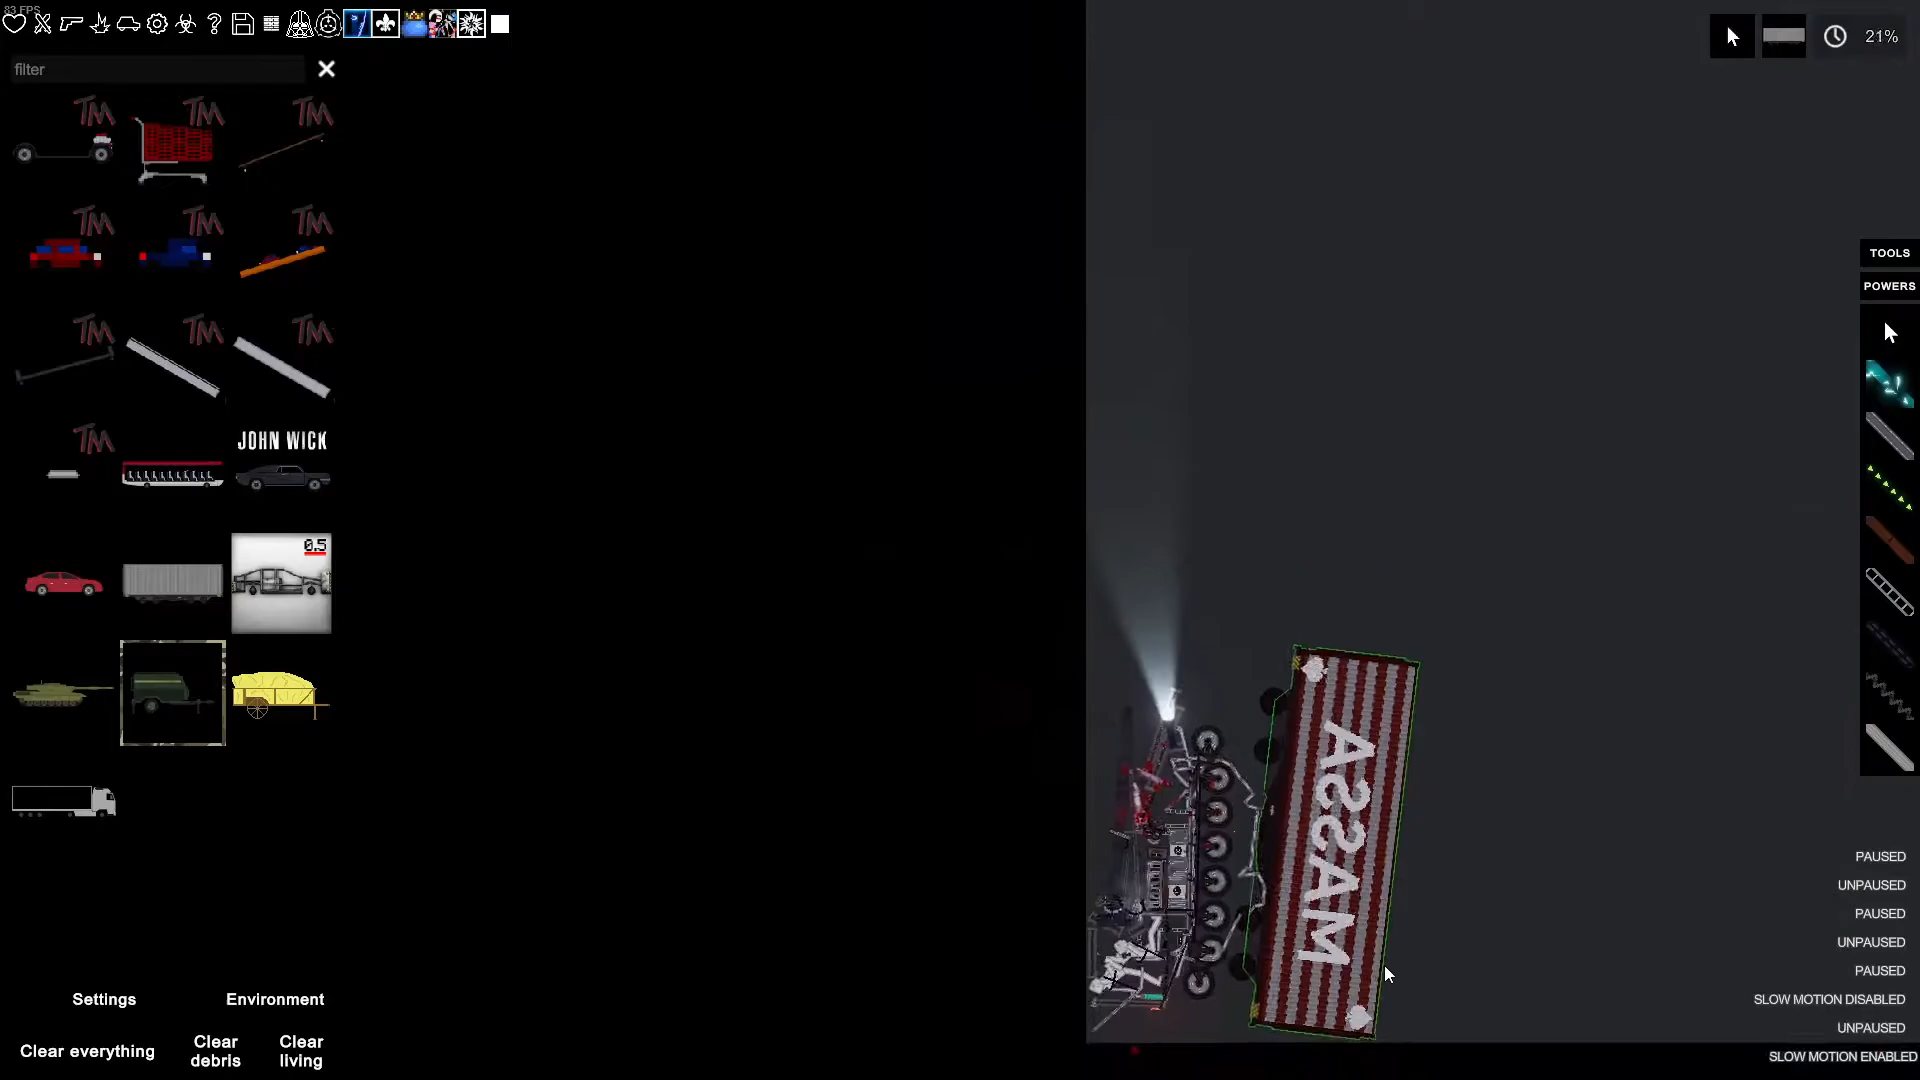 83 FPS
21%
filter
TM TM TM
TM TM TM
TM TM TM
TM
JOHN WICK
0.5
TOOLS
POWERS
MASSA
PAUSED
UNPAUSED
PAUSED
UNPAUSED
PAUSED
SLOW MOTION DISABLED
UNPAUSED
SLOW MOTION ENABLED
Settings
Environment
Clear everything
Clear
debris
Clear
living